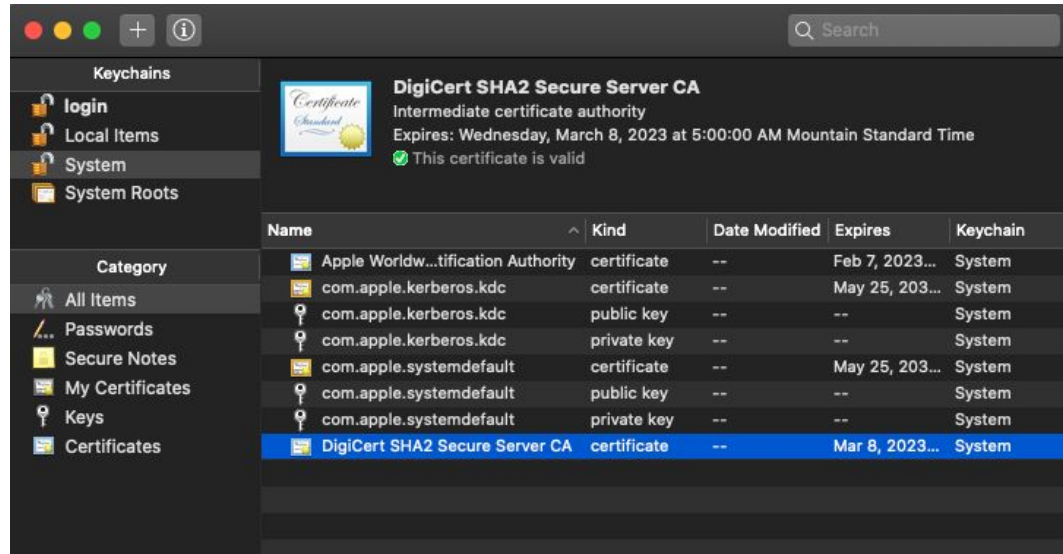 Search
Keychains
login
Local Items
System
System Roots
Category
All Items
Passwords
Secure Notes
My Certificates
Keys
Certificates
Certificate
Standard
DigiCert SHA2 Secure Server CA
Intermediate certificate authority
Expires: Wednesday, March 8, 2023 at 5:00:00 AM Mountain Standard Time
This certificate is valid
Name Kind Date Modified Expires Keychain
Apple Worldw...tification Authority certificate -- Feb 7, 2023... System
com.apple.kerberos.kdc certificate -- May 25, 203... System
com.apple.kerberos.kdc public key -- -- System
com.apple.kerberos.kdc private key -- -- System
com.apple.systemdefault certificate -- May 25, 203... System
com.apple.systemdefault public key -- -- System
com.apple.systemdefault private key -- -- System
DigiCert SHA2 Secure Server CA certificate -- Mar 8, 2023... System